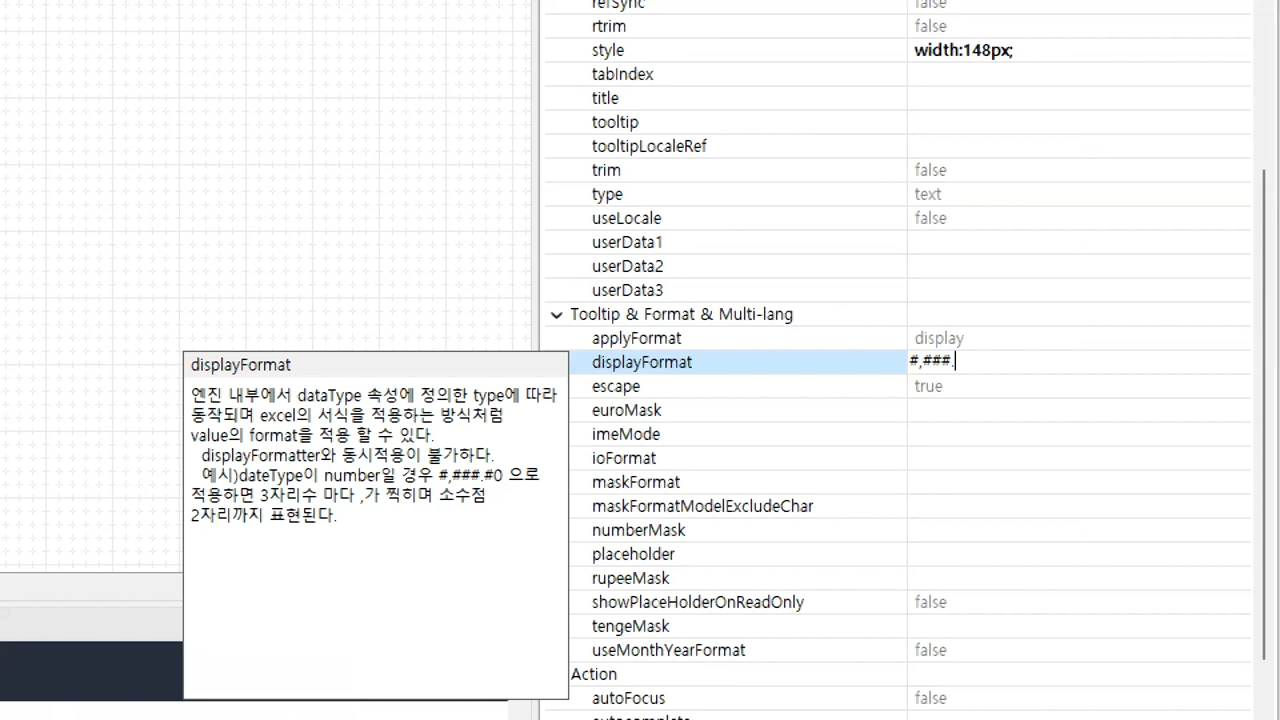 refSync false
rtrim false
style width:148px;
tabIndex
title
tooltip
tooltipLocaleRef
trim false
type text
useLocale false
userData1
userData2
userData3
Tooltip & Format & Multi-lang
applyFormat display
displayFormat #,###.
escape true
euroMask
imeMode
ioFormat
maskFormat
maskFormatModelExcludeChar
numberMask
placeholder
rupeeMask
showPlaceHolderOnReadOnly false
tengeMask
useMonthYearFormat false
Action
autoFocus false
autocomplete
displayFormat
엔진 내부에서 dataType 속성에 정의한 type에 따라
동작되며 excel의 서식을 적용하는 방식처럼
value의 format을 적용 할 수 있다.
displayFormatter와 동시적용이 불가하다.
예시)dateType이 number일 경우 #,###.#0 으로
적용하면 3자리수 마다 ,가 찍히며 소수점
2자리까지 표현된다.